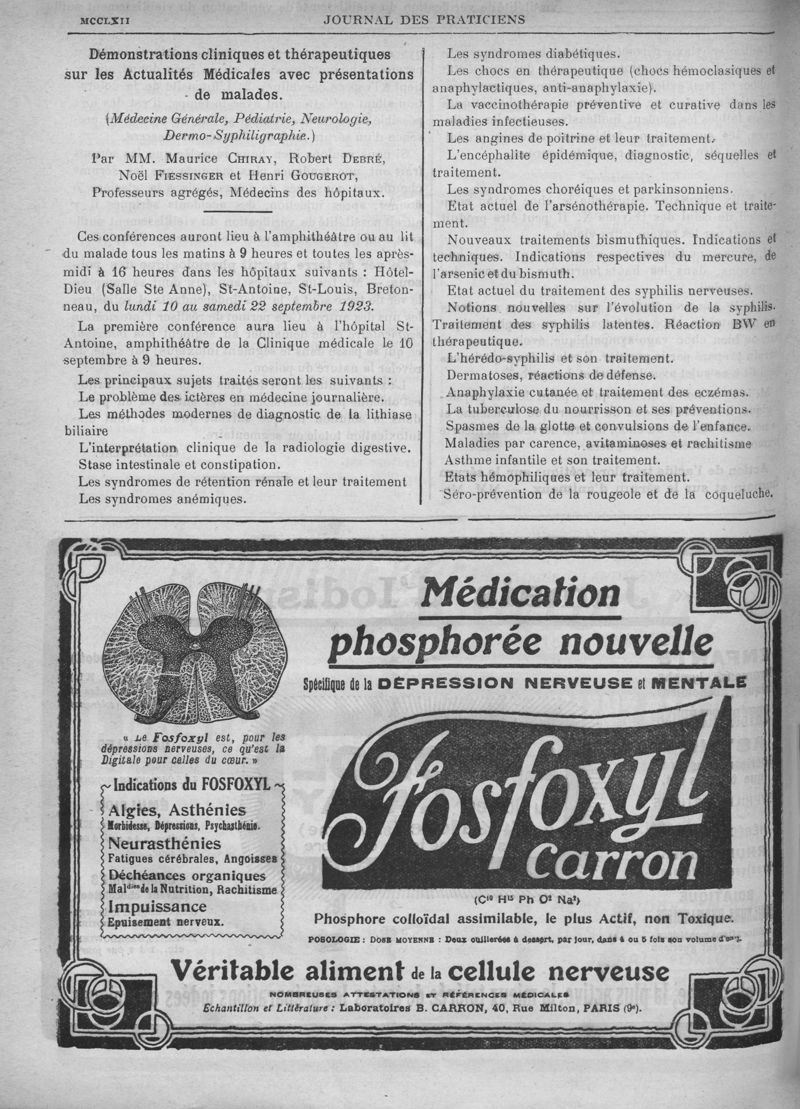 MCCLXII
JOURNAL DES PRATICIENS
Démonstrations cliniques et thérapeutiques
sur les Actualités Médicales avec présentations
de malades.
(Médecine Générale, Pédiatrie, Neurologie,
Dermo-Syphiligraphie.)
Par MM. Maurice CHIRAY, Robert DEBRÉ,
Noël FIESSINGER et Henri GOUGEROT,
Professeurs agrégés, Médecins des hôpitaux.
Ces conférences auront lieu à l'amphithéâtre ou au lit
du malade tous les matins à 9 heures et toutes les après-
midi à 16 heures dans les hôpitaux suivants : Hôtel-
Dieu (Salle Ste Anne), St-Antoine, St-Louis, Breton-
neau, du lundi 10 au samedi 22 septembre 1923.
La première conférence aura lieu à l'hôpital St-
Antoine, amphithéâtre de la Clinique médicale le 10
septembre à 9 heures.
Les principaux sujets traités seront les suivants :
Le problème des ictères en médecine journalière.
Les méthodes modernes de diagnostic de la lithiase
biliaire
L'interprétation clinique de la radiologie digestive.
Stase intestinale et constipation.
Les syndromes de rétention rénale et leur traitement
Les syndromes anémiques.
Les syndromes diabétiques.
Les chocs en thérapeutique (chocs hémoclasiques et
anaphylactiques, anti-anaphylaxie).
La vaccinothérapie préventive et curative dans les
maladies infectieuses.
Les angines de poitrine et leur traitement.
L'encéphalite épidémique, diagnostic, séquelles et
traitement.
Les syndromes choréiques et parkinsonniens.
Etat actuel de l'arsénothérapie. Technique et traite-
ment.
Nouveaux traitements bismuthiques. Indications et
techniques. Indications respectives du mercure, de
l'arsenic et du bismuth.
Etat actuel du traitement des syphilis nerveuses.
Notions nouvelles sur l'évolution de la syphilis.
Traitement des syphilis latentes. Réaction BW en
thérapeutique.
L'hérédo-syphilis et son traitement.
Dermatoses, réactions de défense.
Anaphylaxie cutanée et traitement des eczémas.
La tuberculose du nourrisson et ses préventions.
Spasmes de la glotte et convulsions de l'enfance.
Maladies par carence, avitaminoses et rachitisme
Asthme infantile et son traitement.
Etats hémophiliques et leur traitement.
Séro-prévention de la rougeole et de la coqueluche.
Médication
phosphorée nouvelle
Spécifique de la DÉPRESSION NERVEUSE et MENTALE
« Le Fosfoxyl est, pour les
dépressions nerveuses, ce qu'est la
Digitale pour celles du cœur. »
Indications du FOSFOXYL
Algies, Asthénies
Morbidesse, Dépressions, Psychasthénie.
Neurasthénies
Fatigues cérébrales, Angoisses
Déchéances organiques
Maldies de la Nutrition, Rachitisme
Impuissance
Epuisement nerveux.
Fosfoxyl
Carron
(C¹⁰ H¹⁵ Ph O² Na²)
Phosphore colloïdal assimilable, le plus Actif, non Toxique.
POSOLOGIE : DOSE MOYENNE : Deux cuillerées à dessert, par jour, dans 4 ou 5 fois son volume d'eau.
Véritable aliment de la cellule nerveuse
NOMBREUSES ATTESTATIONS ET RÉFÉRENCES MÉDICALES
Echantillon et Littérature : Laboratoires B. CARRON, 40, Rue Milton, PARIS (9e).